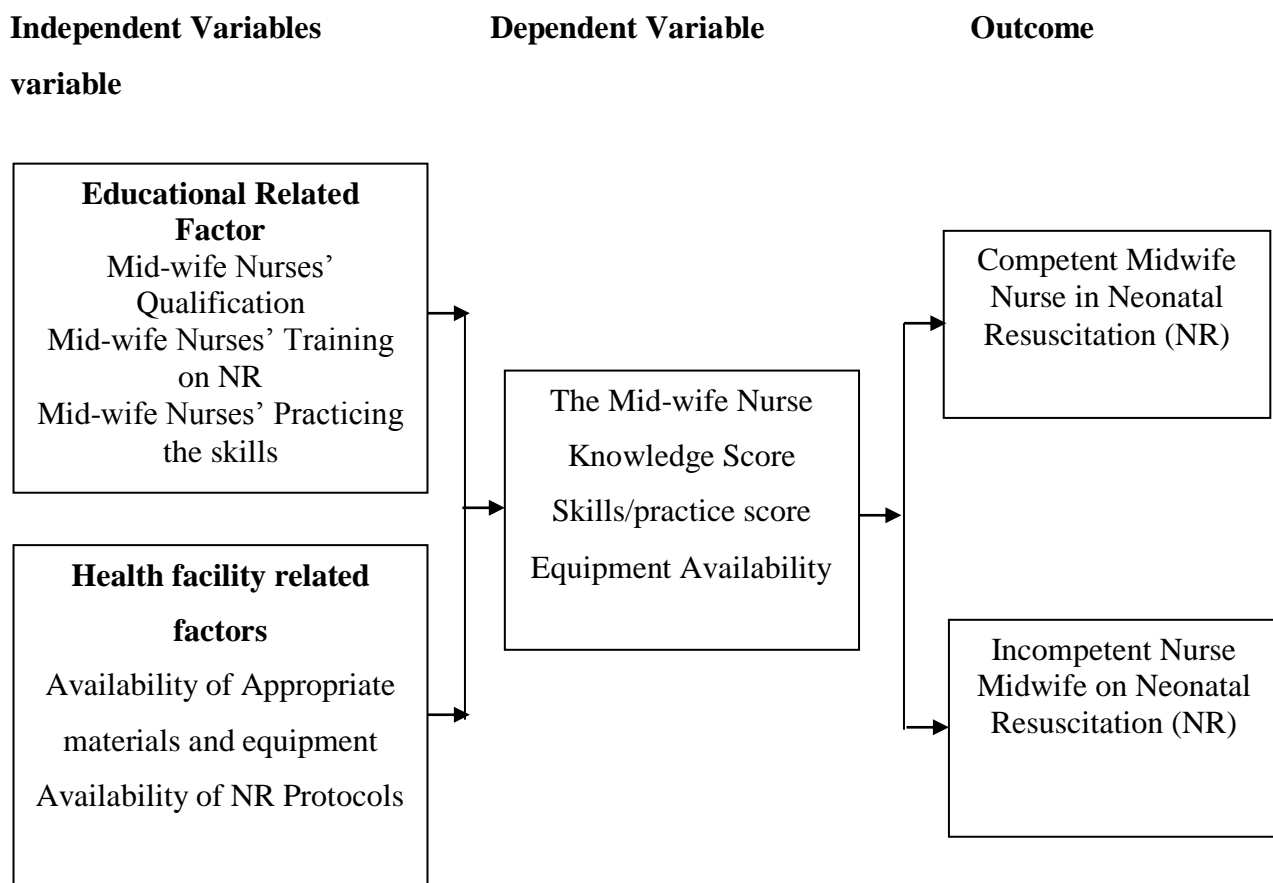 Independent Variables
variable
Dependent Variable
Outcome
Educational Related
Factor
Mid-wife Nurses’
Qualification
Mid-wife Nurses’ Training
on NR
Mid-wife Nurses’ Practicing
the skills
Health facility related
factors
Availability of Appropriate
materials and equipment
Availability of NR Protocols
The Mid-wife Nurse
Knowledge Score
Skills/practice score
Equipment Availability
Competent Midwife
Nurse in Neonatal
Resuscitation (NR)
Incompetent Nurse
Midwife on Neonatal
Resuscitation (NR)